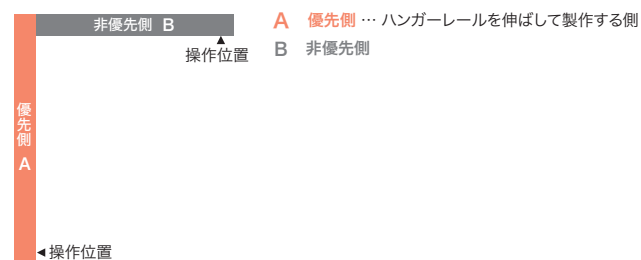 非優先側 B
操作位置
優先側 A
◄操作位置
A 優先側 … ハンガーレールを伸ばして製作する側
B 非優先側